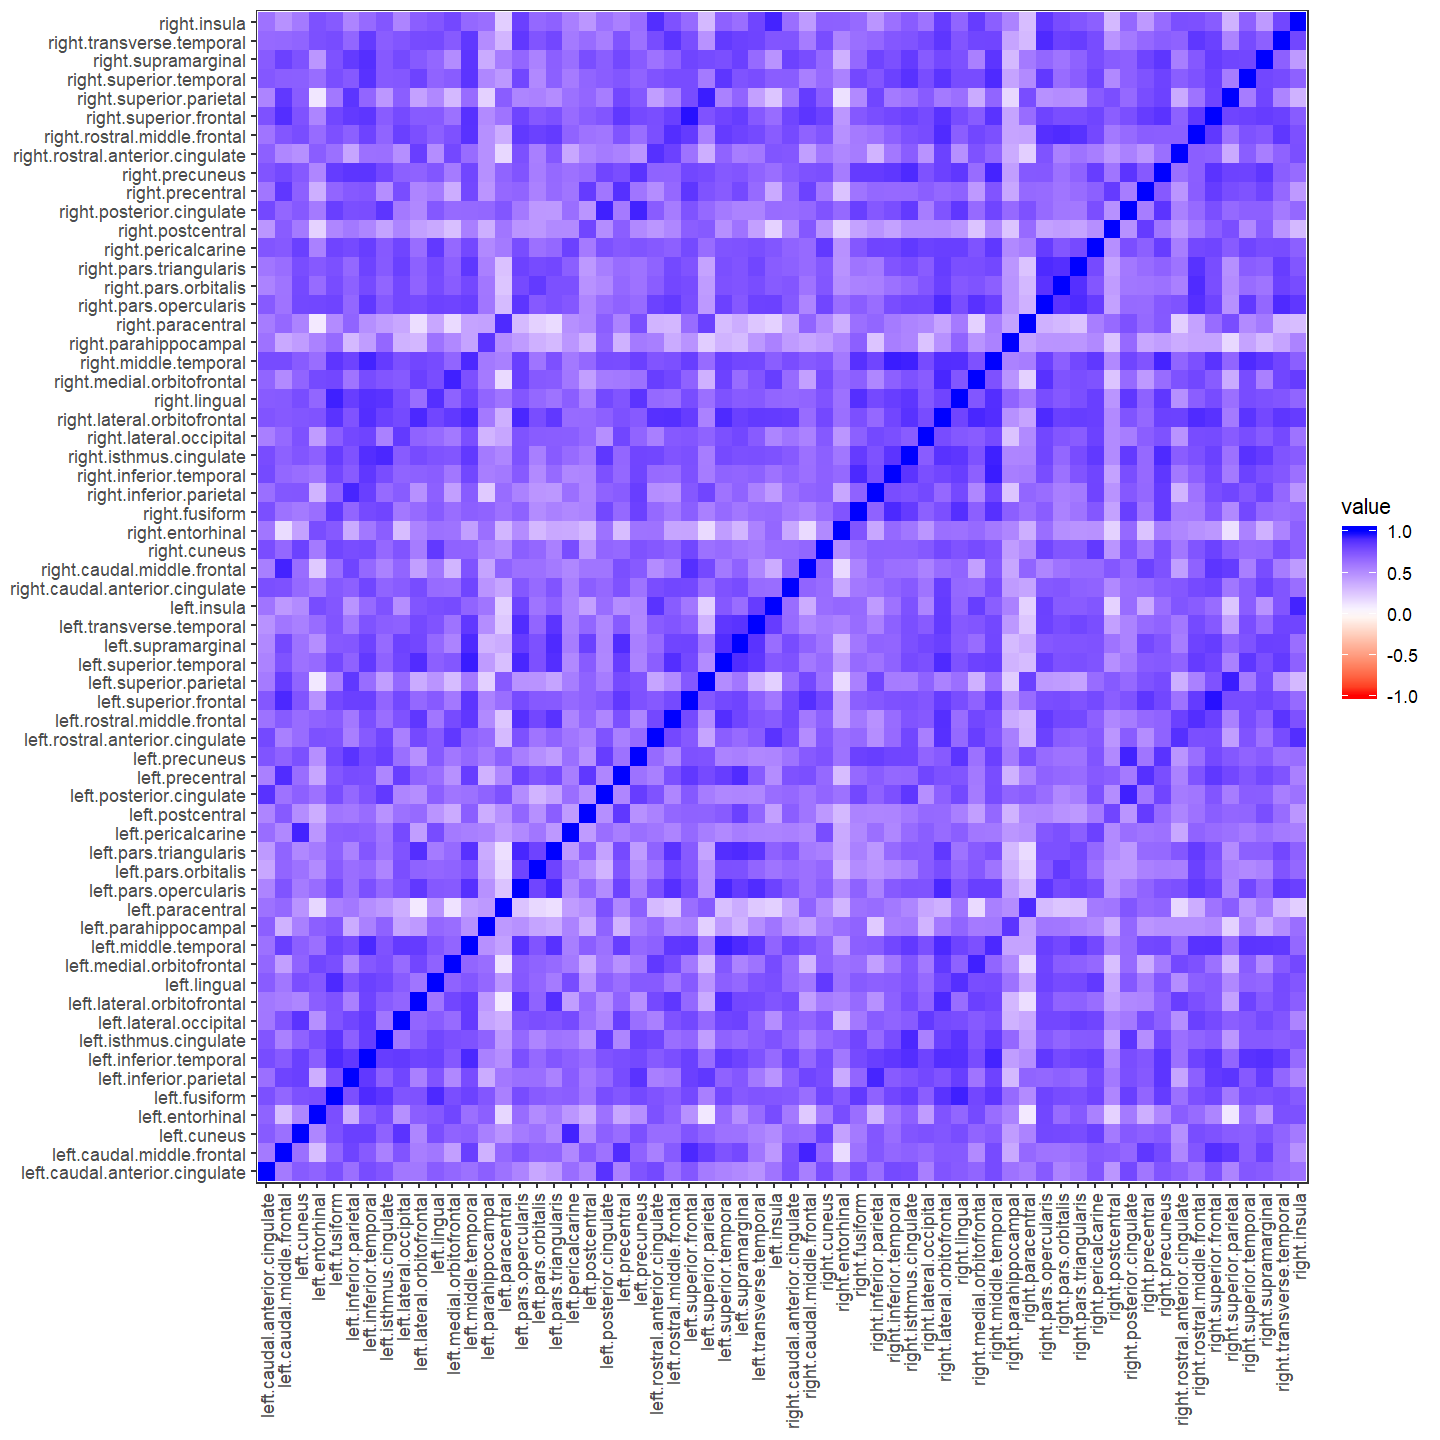 right.insula
right.transverse.temporal
right.supramarginal
right.superior.temporal
right.superior.parietal
right.superior.frontal
right.rostral.middle.frontal
right.rostral.anterior.cingulate
right.precuneus
right.precentral
right.posterior.cingulate
right.postcentral
right.pericalcarine
right.pars.triangularis
right.pars.orbitalis
right.pars.opercularis
right.paracentral
right.parahippocampal
right.middle.temporal
right.medial.orbitofrontal
right.lingual
right.lateral.orbitofrontal
right.lateral.occipital
right.isthmus.cingulate
right.inferior.temporal
right.inferior.parietal
right.fusiform
right.entorhinal
right.cuneus
right.caudal.middle.frontal
right.caudal.anterior.cingulate
left.insula
left.transverse.temporal
left.supramarginal
left.superior.temporal
left.superior.parietal
left.superior.frontal
left.rostral.middle.frontal
left.rostral.anterior.cingulate
left.precuneus
left.precentral
left.posterior.cingulate
left.postcentral
left.pericalcarine
left.pars.triangularis
left.pars.orbitalis
left.pars.opercularis
left.paracentral
left.parahippocampal
left.middle.temporal
left.medial.orbitofrontal
left.lingual
left.lateral.orbitofrontal
left.lateral.occipital
left.isthmus.cingulate
left.inferior.temporal
left.inferior.parietal
left.fusiform
left.entorhinal
left.cuneus
left.caudal.middle.frontal
left.caudal.anterior.cingulate
left.caudal.anterior.cingulate
left.caudal.middle.frontal
left.cuneus
left.entorhinal
left.fusiform
left.inferior.parietal
left.inferior.temporal
left.isthmus.cingulate
left.lateral.occipital
left.lateral.orbitofrontal
left.lingual
left.medial.orbitofrontal
left.middle.temporal
left.parahippocampal
left.paracentral
left.pars.opercularis
left.pars.orbitalis
left.pars.triangularis
left.pericalcarine
left.postcentral
left.posterior.cingulate
left.precentral
left.precuneus
left.rostral.anterior.cingulate
left.rostral.middle.frontal
left.superior.frontal
left.superior.parietal
left.superior.temporal
left.supramarginal
left.transverse.temporal
left.insula
right.caudal.anterior.cingulate
right.caudal.middle.frontal
right.cuneus
right.entorhinal
right.fusiform
right.inferior.parietal
right.inferior.temporal
right.isthmus.cingulate
right.lateral.occipital
right.lateral.orbitofrontal
right.lingual
right.medial.orbitofrontal
right.middle.temporal
right.parahippocampal
right.paracentral
right.pars.opercularis
right.pars.orbitalis
right.pars.triangularis
right.pericalcarine
right.postcentral
right.posterior.cingulate
right.precentral
right.precuneus
right.rostral.anterior.cingulate
right.rostral.middle.frontal
right.superior.frontal
right.superior.parietal
right.superior.temporal
right.supramarginal
right.transverse.temporal
right.insula
value
1.0
0.5
0.0
-0.5
-1.0